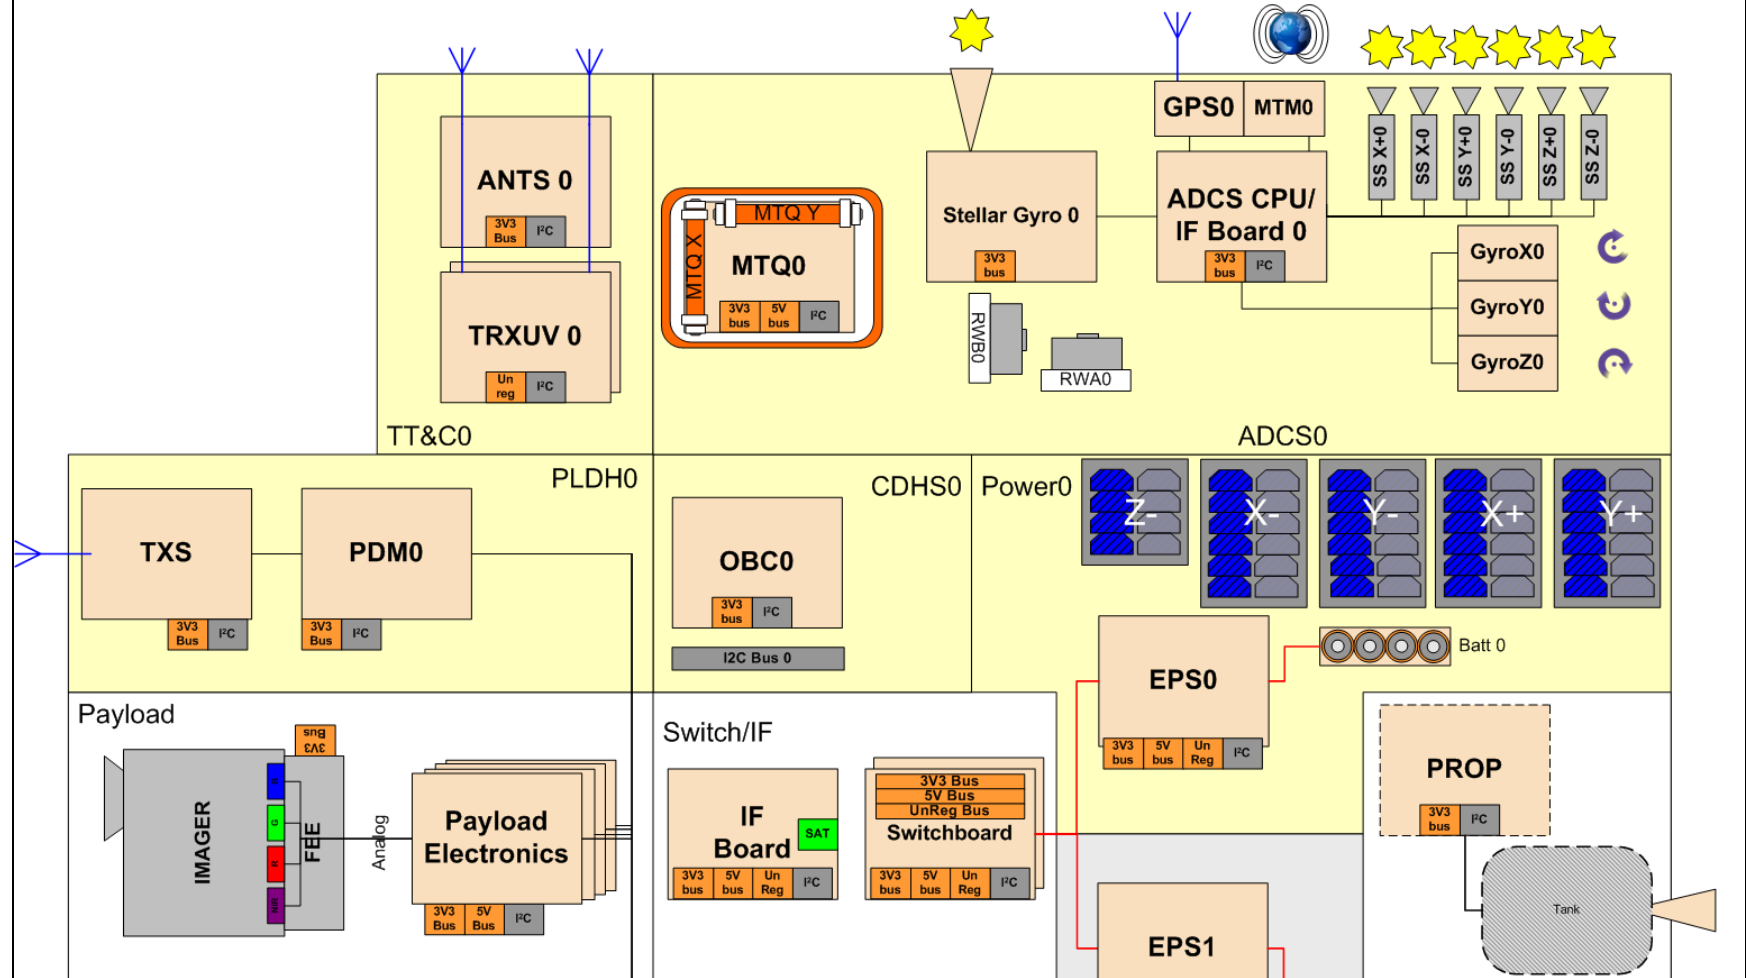 GPS0
MTM0
SS X+0
SS X-0
SS Y+0
SS Y-0
SS Z+0
SS Z-0
ANTS 0
3V3
Bus
I²C
TRXUV 0
Un
reg
I²C
TT&C0
MTQ Y
MTQ X
MTQ0
3V3
bus
5V
bus
I²C
Stellar Gyro 0
3V3
bus
ADCS CPU/
IF Board 0
3V3
bus
I²C
GyroX0
GyroY0
GyroZ0
RWB0
RWA0
ADCS0
PLDH0
TXS
3V3
Bus
I²C
PDM0
3V3
Bus
I²C
CDHS0
OBC0
3V3
bus
I²C
I2C Bus 0
Power0
Z-
X-
Y-
X+
Y+
EPS0
3V3
bus
5V
bus
Un
Reg
I²C
Batt 0
Payload
IMAGER
B
G
R
NIR
FEE
3V3
Bus
Analog
Payload
Electronics
3V3
Bus
5V
Bus
I²C
Switch/IF
IF
Board
SAT
3V3
bus
5V
bus
Un
Reg
I²C
3V3 Bus
5V Bus
UnReg Bus
Switchboard
3V3
bus
5V
bus
Un
Reg
I²C
EPS1
PROP
3V3
bus
I²C
Tank